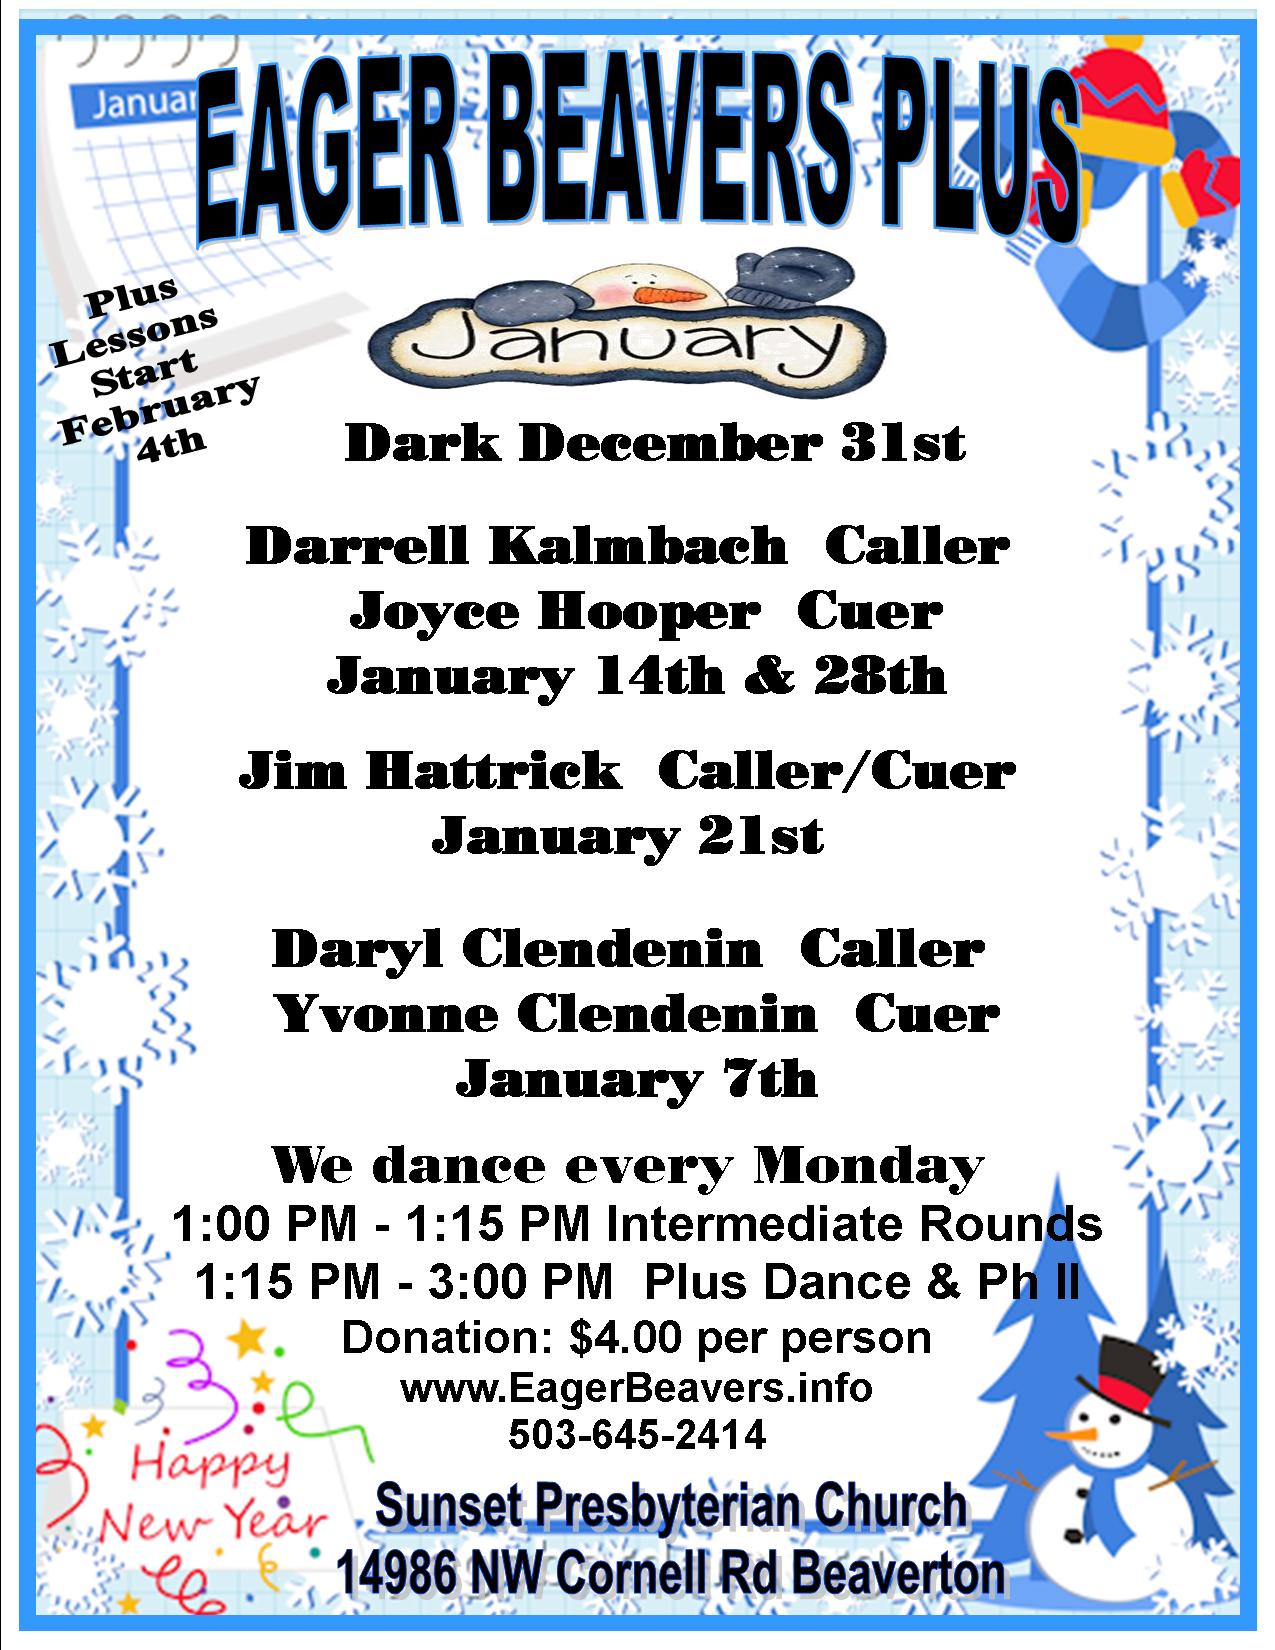 Januar
EAGER BEAVERS PLUS
January
Plus
Lessons
Start
February
4th
Dark December 31st
Darrell Kalmbach Caller
Joyce Hooper Cuer
January 14th & 28th
Jim Hattrick Caller/Cuer
January 21st
Daryl Clendenin Caller
Yvonne Clendenin Cuer
January 7th
We dance every Monday
1:00 PM - 1:15 PM Intermediate Rounds
1:15 PM - 3:00 PM Plus Dance & Ph II
Donation: $4.00 per person
www.EagerBeavers.info
503-645-2414
Happy
New Year
Sunset Presbyterian Church
14986 NW Cornell Rd Beaverton